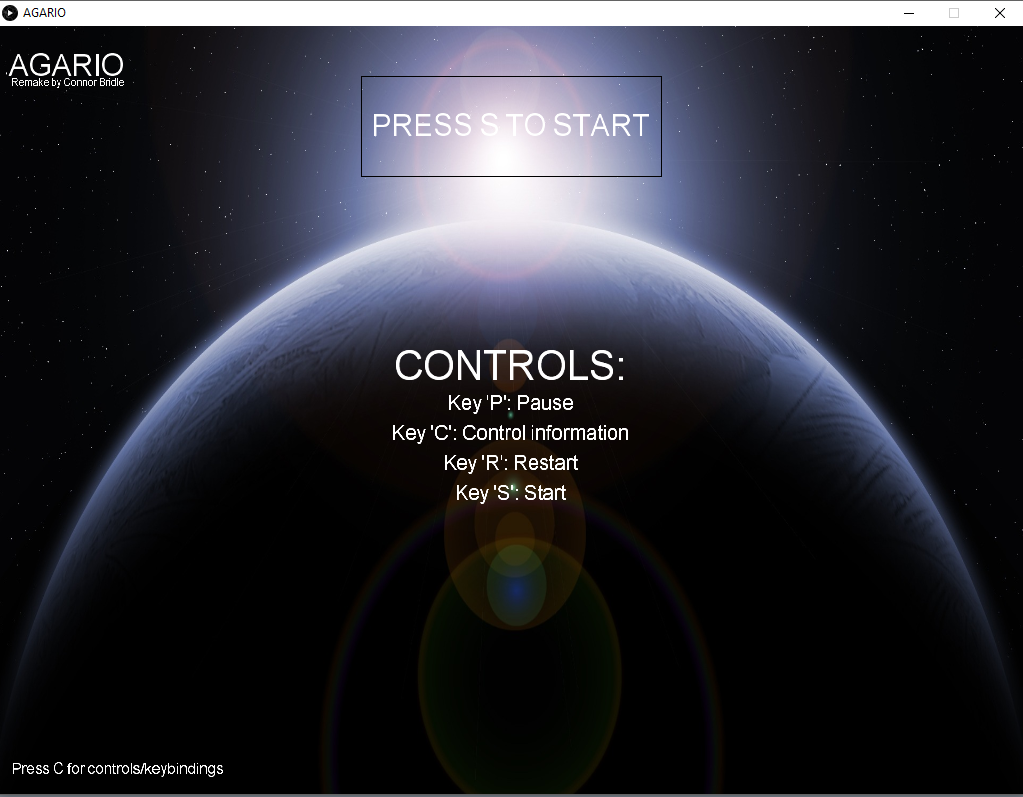 AGARIO
AGARIO
Remake by Connor Bridle
PRESS S TO START
CONTROLS:
Key 'P': Pause
Key 'C': Control information
Key 'R': Restart
Key 'S': Start
Press C for controls/keybindings